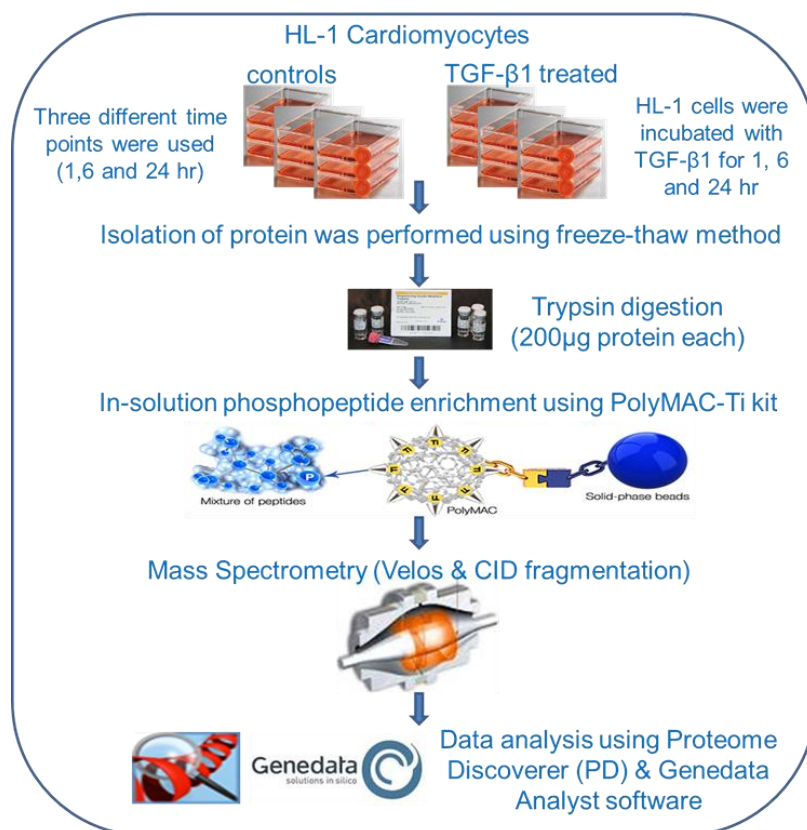 HL-1 Cardiomyocytes
controls
TGF-β1 treated
Three different time
points were used
(1,6 and 24 hr)
HL-1 cells were
incubated with
TGF-β1 for 1, 6
and 24 hr
Isolation of protein was performed using freeze-thaw method
Trypsin digestion
(200µg protein each)
In-solution phosphopeptide enrichment using PolyMAC-Ti kit
P
Mixture of peptides
PolyMAC
Solid-phase beads
Mass Spectrometry (Velos & CID fragmentation)
Genedata
solutions in silico
Data analysis using Proteome
Discoverer (PD) & Genedata
Analyst software